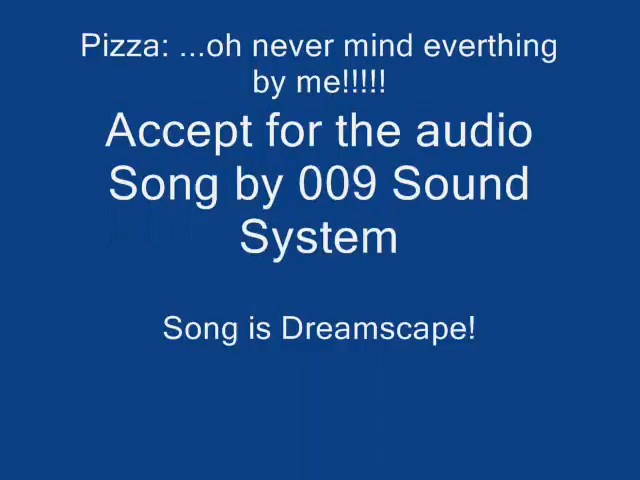 Pizza: ...oh never mind everthing
by me!!!!!
Accept for the audio
Song by 009 Sound
System
Song is Dreamscape!